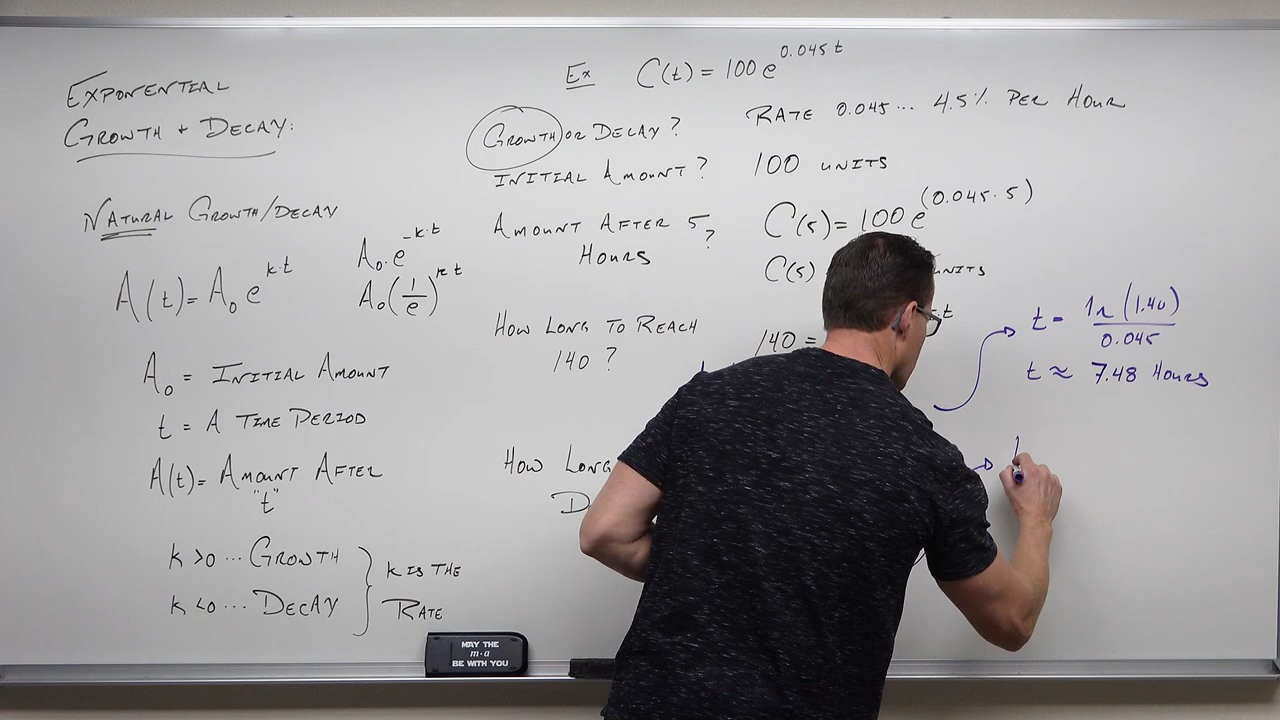 EXPONENTIAL
GROWTH + DECAY:
NATURAL GROWTH/DECAY
A(t) = A₀ e^{k·t}
A₀·e^{-k·t}
A₀(1/e)^{k·t}
A₀ = INITIAL AMOUNT
t = A TIME PERIOD
A(t) = AMOUNT AFTER
"t"
k > 0 ... GROWTH
k < 0 ... DECAY
k IS THE
RATE
Ex C(t) = 100 e^{0.045t}
GROWTH OR DECAY? RATE 0.045... 4.5% PER HOUR
INITIAL AMOUNT? 100 UNITS
AMOUNT AFTER 5
HOURS ?
C(5) = 100 e^{(0.045·5)}
C(5) UNITS
HOW LONG TO REACH
140 ?
140 =
t = ln(1.40)/0.045
t ≈ 7.48 HOURS
HOW LONG
MAY THE
m·a
BE WITH YOU